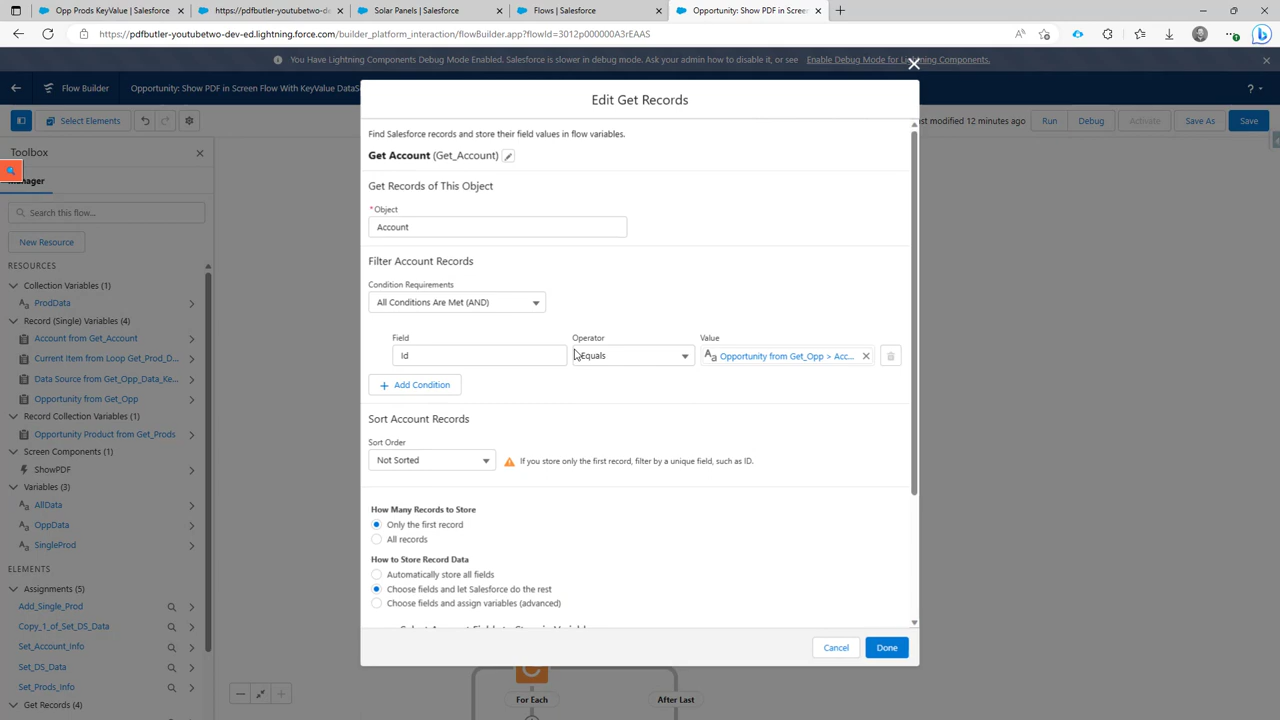 Opp Prods KeyValue | Salesforce
https://pdfbutler-youtubetwo-de
Solar Panels | Salesforce
Flows | Salesforce
Opportunity: Show PDF in Screen
https://pdfbutler-youtubetwo-dev-ed.lightning.force.com/builder_platform_interaction/flowBuilder.app?flowId=3012p000000A3rEAAS
You Have Lightning Components Debug Mode Enabled. Salesforce is slower in debug mode. Ask your admin how to disable it, or see Enable Debug Mode for Lightning Components.
Flow Builder
Opportunity: Show PDF in Screen Flow With KeyValue DataS
Select Elements
st modified 12 minutes ago
Run
Debug
Activate
Save As
Save
Toolbox
Manager
Search this flow...
New Resource
RESOURCES
Collection Variables (1)
ProdData
Record (Single) Variables (4)
Account from Get_Account
Current Item from Loop Get_Prod_D...
Data Source from Get_Opp_Data_Ke...
Opportunity from Get_Opp
Record Collection Variables (1)
Opportunity Product from Get_Prods
Screen Components (1)
ShowPDF
Variables (3)
AllData
OppData
SingleProd
ELEMENTS
Assignments (5)
Add_Single_Prod
Copy_1_of_Set_DS_Data
Set_Account_Info
Set_DS_Data
Set_Prods_Info
Get Records (4)
Edit Get Records
Find Salesforce records and store their field values in flow variables.
Get Account (Get_Account)
Get Records of This Object
*Object
Account
Filter Account Records
Condition Requirements
All Conditions Are Met (AND)
Field
Operator
Value
Id
Equals
Opportunity from Get_Opp > Acc...
Add Condition
Sort Account Records
Sort Order
Not Sorted
If you store only the first record, filter by a unique field, such as ID.
How Many Records to Store
Only the first record
All records
How to Store Record Data
Automatically store all fields
Choose fields and let Salesforce do the rest
Choose fields and assign variables (advanced)
Cancel
Done
For Each
After Last